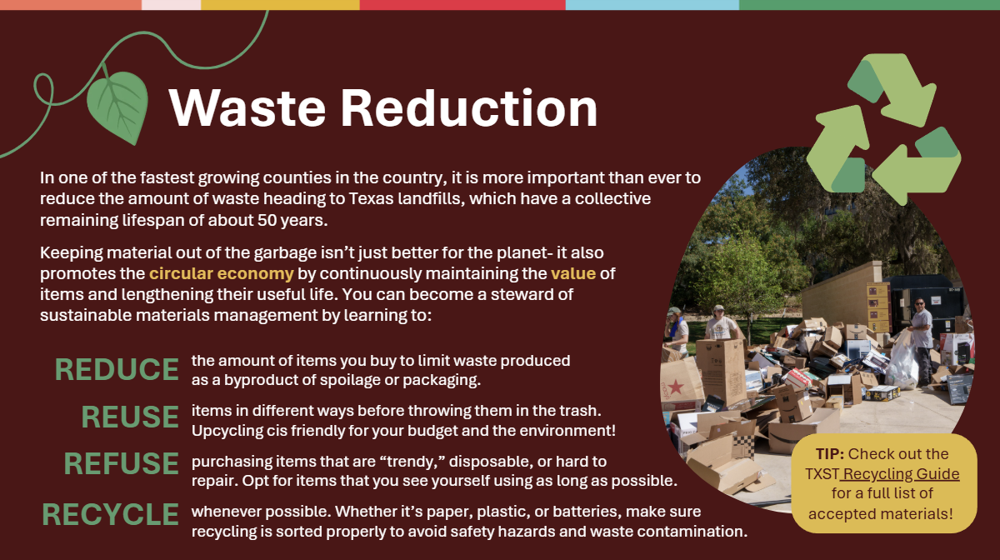 Waste Reduction
In one of the fastest growing counties in the country, it is more important than ever to
reduce the amount of waste heading to Texas landfills, which have a collective
remaining lifespan of about 50 years.
Keeping material out of the garbage isn't just better for the planet- it also
promotes the circular economy by continuously maintaining the value of
items and lengthening their useful life. You can become a steward of
sustainable materials management by learning to:
REDUCE the amount of items you buy to limit waste produced
as a byproduct of spoilage or packaging.
REUSE items in different ways before throwing them in the trash.
Upcycling cis friendly for your budget and the environment!
REFUSE purchasing items that are “trendy,” disposable, or hard to
repair. Opt for items that you see yourself using as long as possible.
RECYCLE whenever possible. Whether it's paper, plastic, or batteries, make sure
recycling is sorted properly to avoid safety hazards and waste contamination.
TIP: Check out the
TXST Recycling Guide
for a full list of
accepted materials!